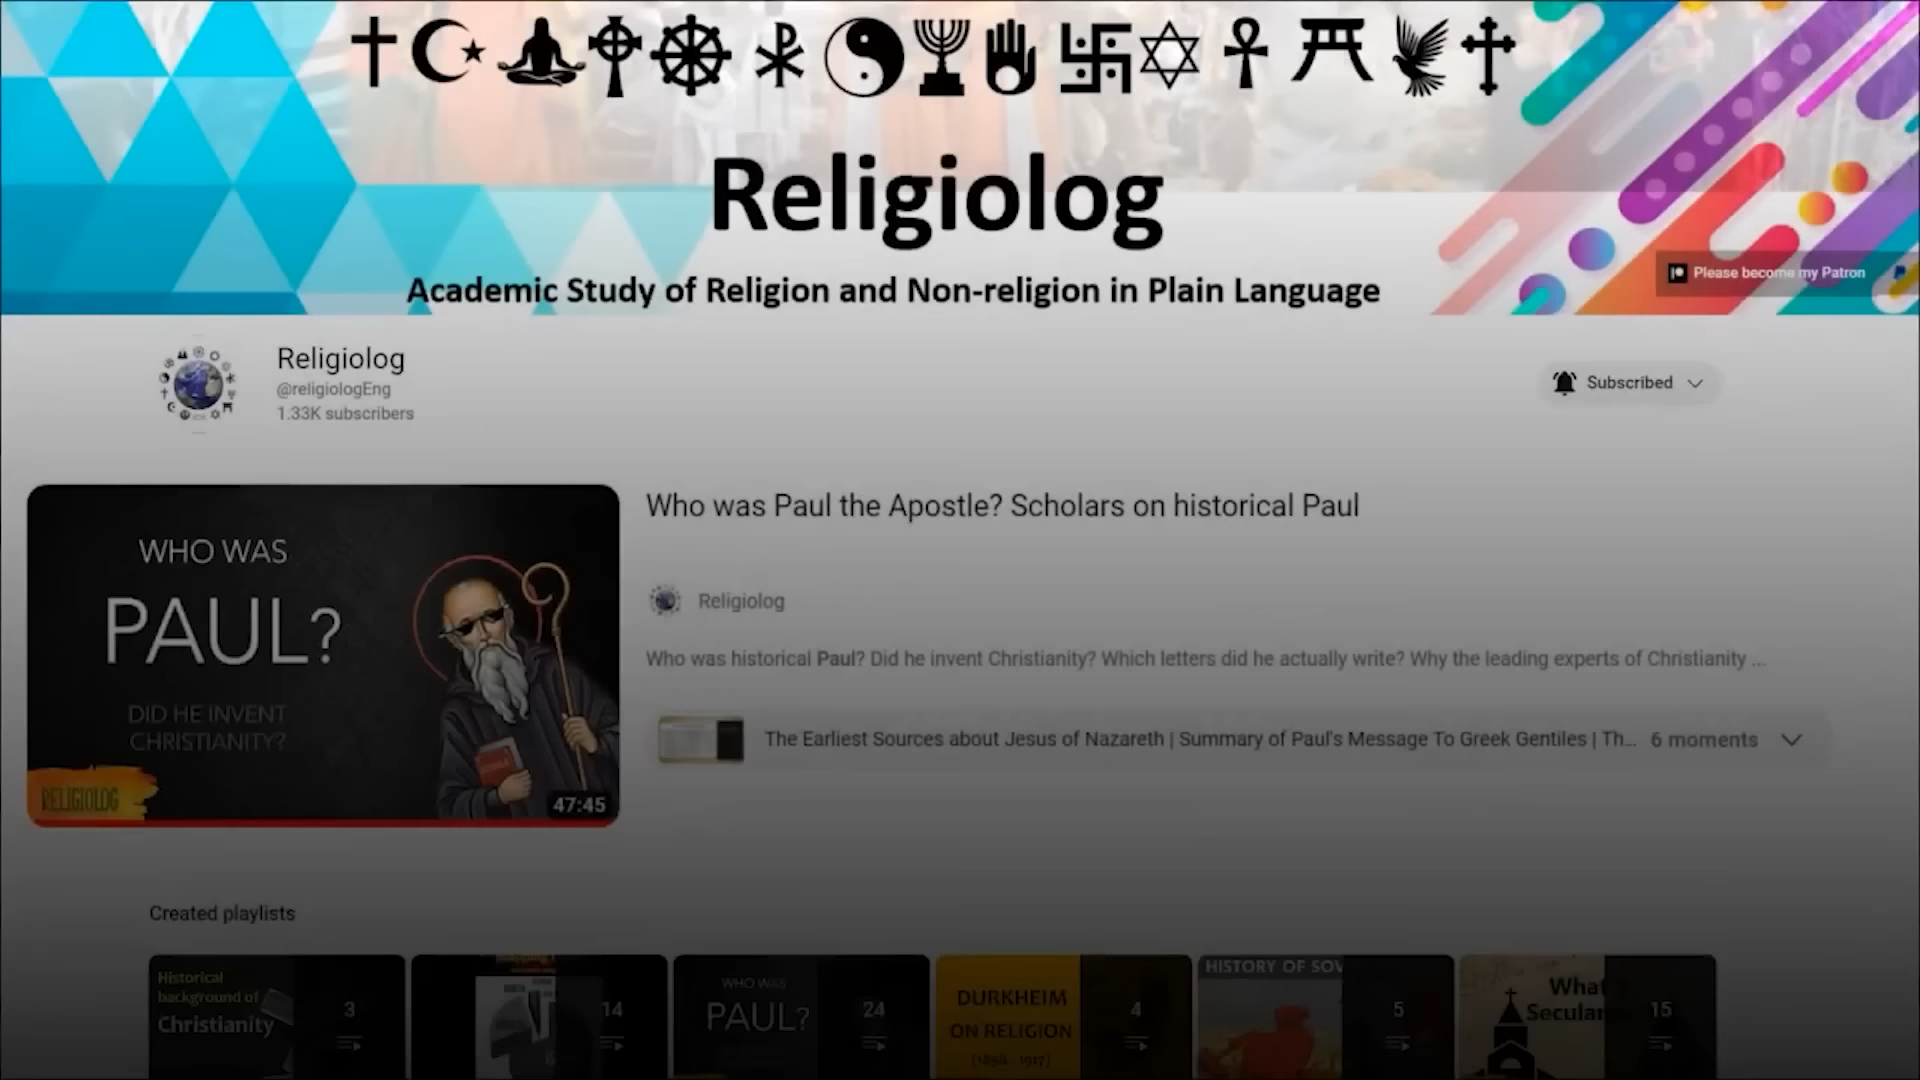 Religiolog
Academic Study of Religion and Non-religion in Plain Language
Please become my Patron
Religiolog
@religiologEng
1.33K subscribers
Subscribed
WHO WAS
PAUL?
DID HE INVENT
CHRISTIANITY?
RELIGIOLOG
47:45
Who was Paul the Apostle? Scholars on historical Paul
Religiolog
Who was historical Paul? Did he invent Christianity? Which letters did he actually write? Why the leading experts of Christianity ...
The Earliest Sources about Jesus of Nazareth | Summary of Paul's Message To Greek Gentiles | Th... 6 moments
Created playlists
Historical
background of
Christianity
3
14
WHO WAS
PAUL?
24
DURKHEIM
ON RELIGION
(1858 - 1917)
4
HISTORY OF SOV
5
What
Secular
15